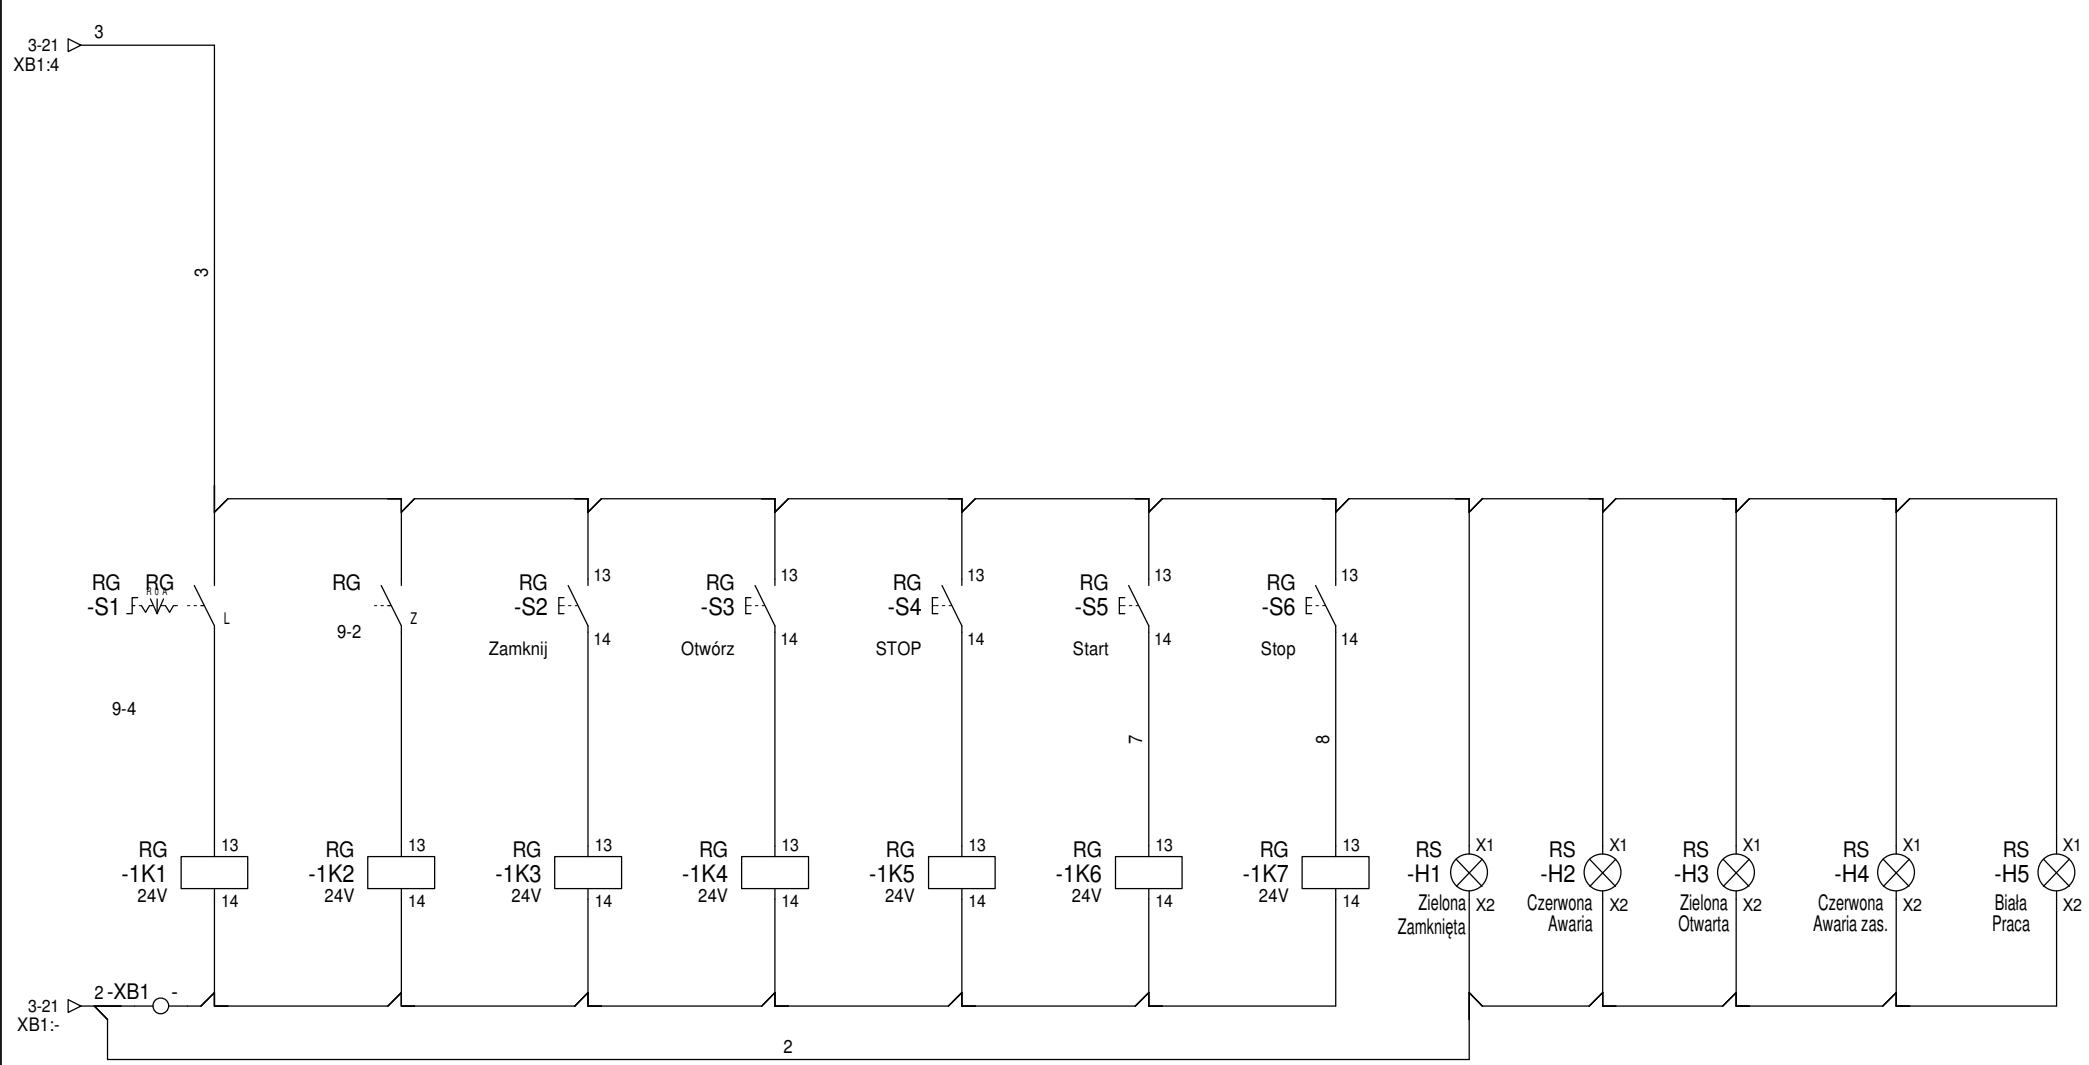 3
3-21
XB1:4
3
RG RG
R 0 A
-S1
L
9-4
RG
Z
9-2
RG
-S2
13
14
Zamknij
RG
-S3
13
14
Otwórz
RG
-S4
13
14
STOP
RG
-S5
13
14
Start
RG
-S6
13
14
Stop
7
8
RG
-1K1
24V
13
14
RG
-1K2
24V
13
14
RG
-1K3
24V
13
14
RG
-1K4
24V
13
14
RG
-1K5
24V
13
14
RG
-1K6
24V
13
14
RG
-1K7
24V
13
14
RS
-H1
X1
X2
Zielona
Zamknięta
RS
-H2
X1
X2
Czerwona
Awaria
RS
-H3
X1
X2
Zielona
Otwarta
RS
-H4
X1
X2
Czerwona
Awaria zas.
RS
-H5
X1
X2
Biała
Praca
2 -XB1 -
3-21
XB1:-
2